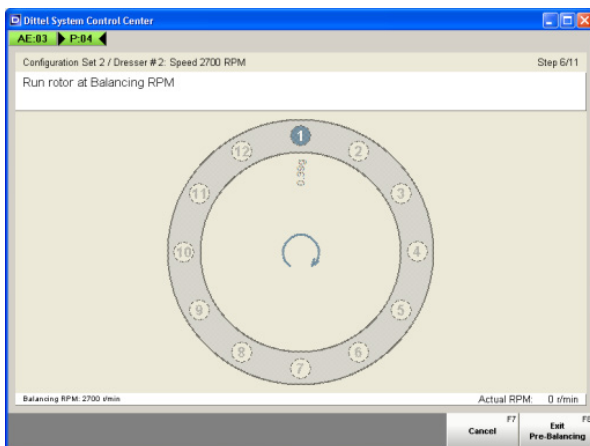 Dittel System Control Center
AE:03 P:04
Configuration Set 2 / Dresser #2: Speed 2700 RPM Step 6/11
Run rotor at Balancing RPM
1
2
3
4
5
6
7
8
9
10
11
12
0.39g
Balancing RPM: 2700 r/min Actual RPM: 0 r/min
F7 F8
Cancel Exit
Pre-Balancing